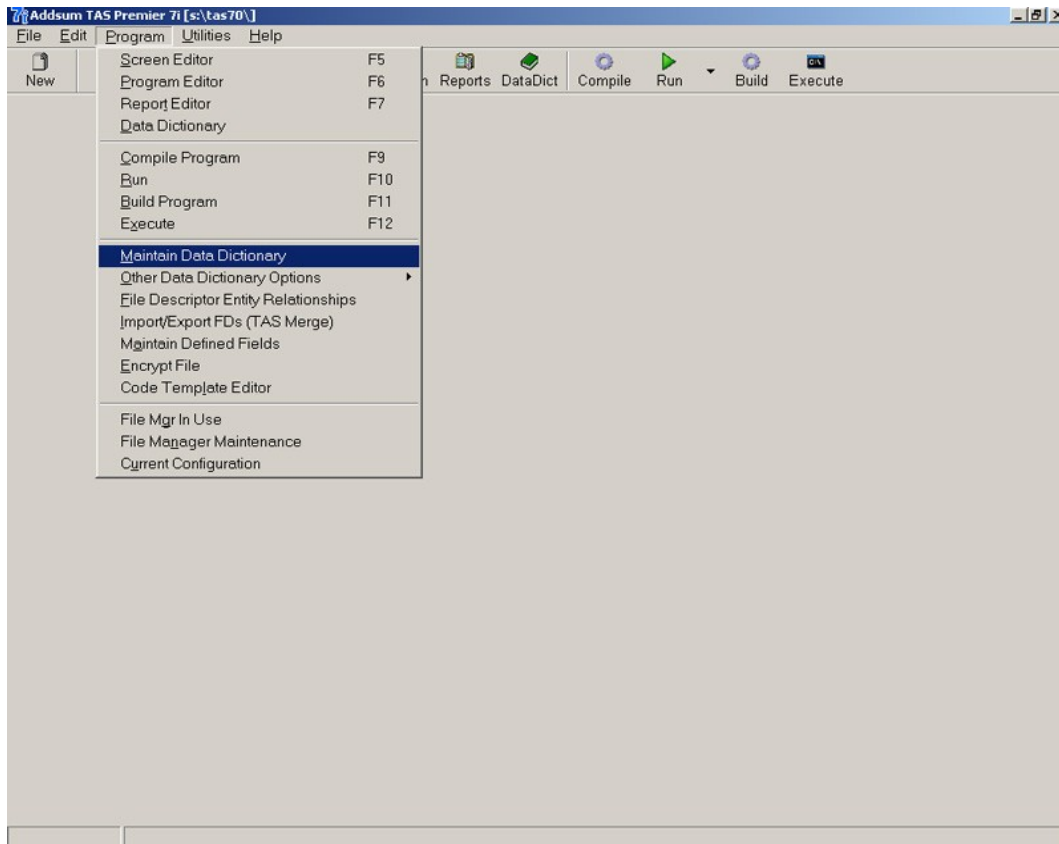 Addsum TAS Premier 7i [s:\tas70\]
File Edit Program Utilities Help
New Reports DataDict Compile Run Build Execute
Screen Editor F5
Program Editor F6
Report Editor F7
Data Dictionary
Compile Program F9
Run F10
Build Program F11
Execute F12
Maintain Data Dictionary
Other Data Dictionary Options
File Descriptor Entity Relationships
Import/Export FDs (TAS Merge)
Maintain Defined Fields
Encrypt File
Code Template Editor
File Mgr In Use
File Manager Maintenance
Current Configuration